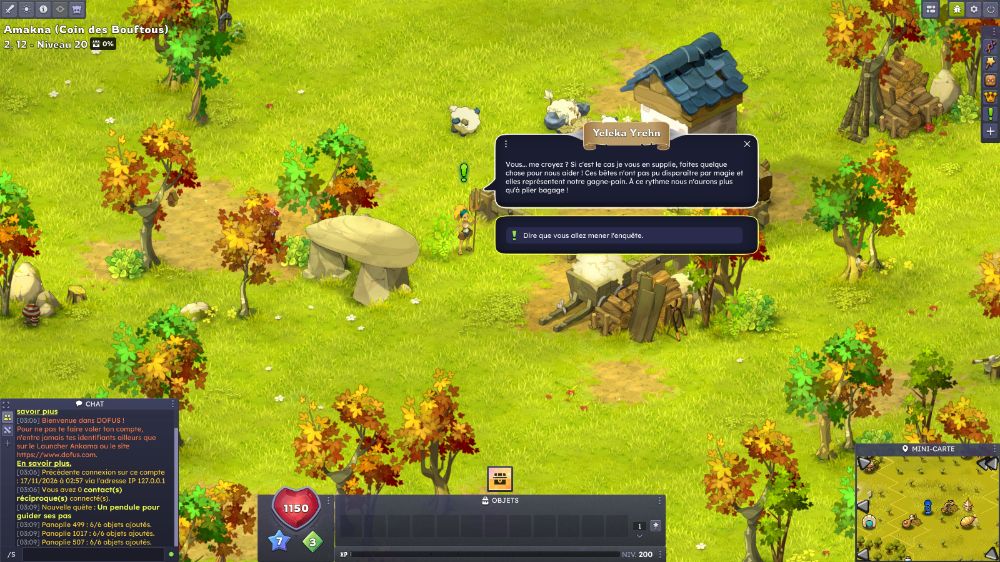 Amakna (Coin des Bouftous)
2, 12 - Niveau 20 0%
Yeleka Yrehn
Vous... me croyez ? Si c'est le cas je vous en supplie, faites quelque
chose pour nous aider ! Ces bêtes n'ont pas pu disparaître par magie et
elles représentent notre gagne-pain. À ce rythme nous n'aurons plus
qu'à plier bagage !
Dire que vous allez mener l'enquête.
CHAT
savoir plus
[03:06] Bienvenue dans DOFUS !
Pour ne pas te faire voler ton compte,
n'entre jamais tes identifiants ailleurs que
sur le Launcher Ankama ou le site
https://www.dofus.com.
En savoir plus.
[03:06] Précédente connexion sur ce compte
: 17/11/2026 à 02:57 via l'adresse IP 127.0.0.1
[03:06] Vous avez 0 contact(s)
réciproque(s) connecté(s).
[03:09] Nouvelle quête : Un pendule pour
guider ses pas
[03:09] Panoplie 499 : 6/6 objets ajoutés.
[03:09] Panoplie 1017 : 6/6 objets ajoutés.
[03:09] Panoplie 507 : 6/6 objets ajoutés.
/S
1150
7
3
OBJETS
1
XP
NIV. 200
MINI-CARTE